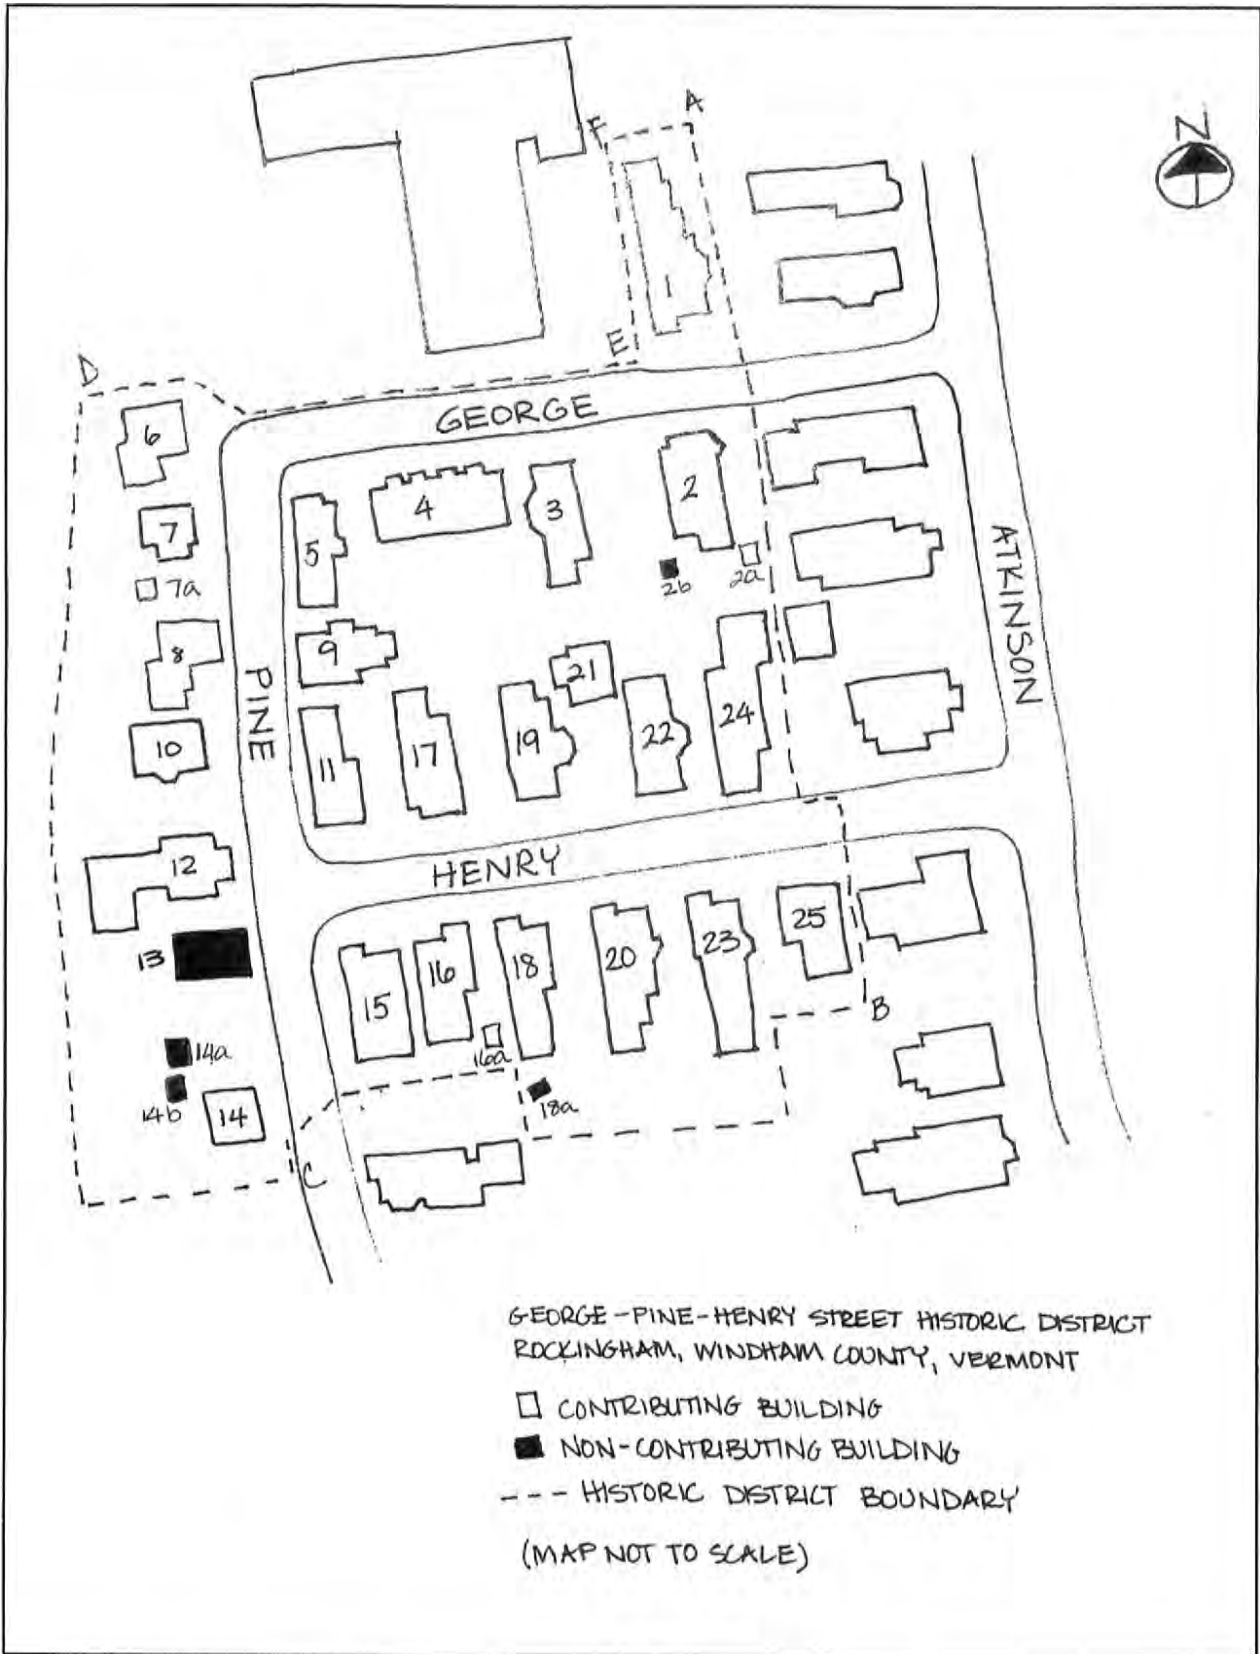 A
F
N
E
D
GEORGE
6
2
4
3
7
5
ATKINSON
2b
2a
7a
9
8
21
PINE
24
10
17
19
22
11
12
HENRY
25
13
16
18
20
23
15
B
14a
16a
14b
14
18a
C
GEORGE-PINE-HENRY STREET HISTORIC DISTRICT
ROCKINGHAM, WINDHAM COUNTY, VERMONT
CONTRIBUTING BUILDING
NON-CONTRIBUTING BUILDING
--- HISTORIC DISTRICT BOUNDARY
(MAP NOT TO SCALE)